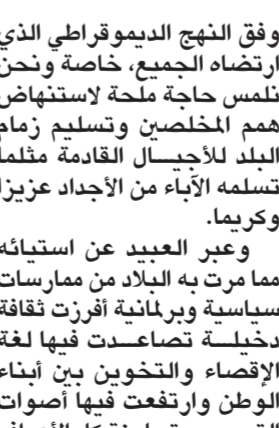 وفق النهج الديموقراطي الذي
ارتضاه الجميع، خاصة ونحن
نلمس حاجة ملحة لاستنهاض
همم المخلصين وتسليم زمام
البلد للأجيال القادمة مثلما
تسلمه الآباء من الأجداد عزيزا
وكريما.
وعبر العبيد عن استيائه
مما مرت به البلاد من ممارسات
سياسية وبرلمانية أفرزت ثقافة
دخيلة تصاعدت فيها لغة
الإقصاء والتخوين بين أبناء
الوطن وارتفعت فيها أصوات